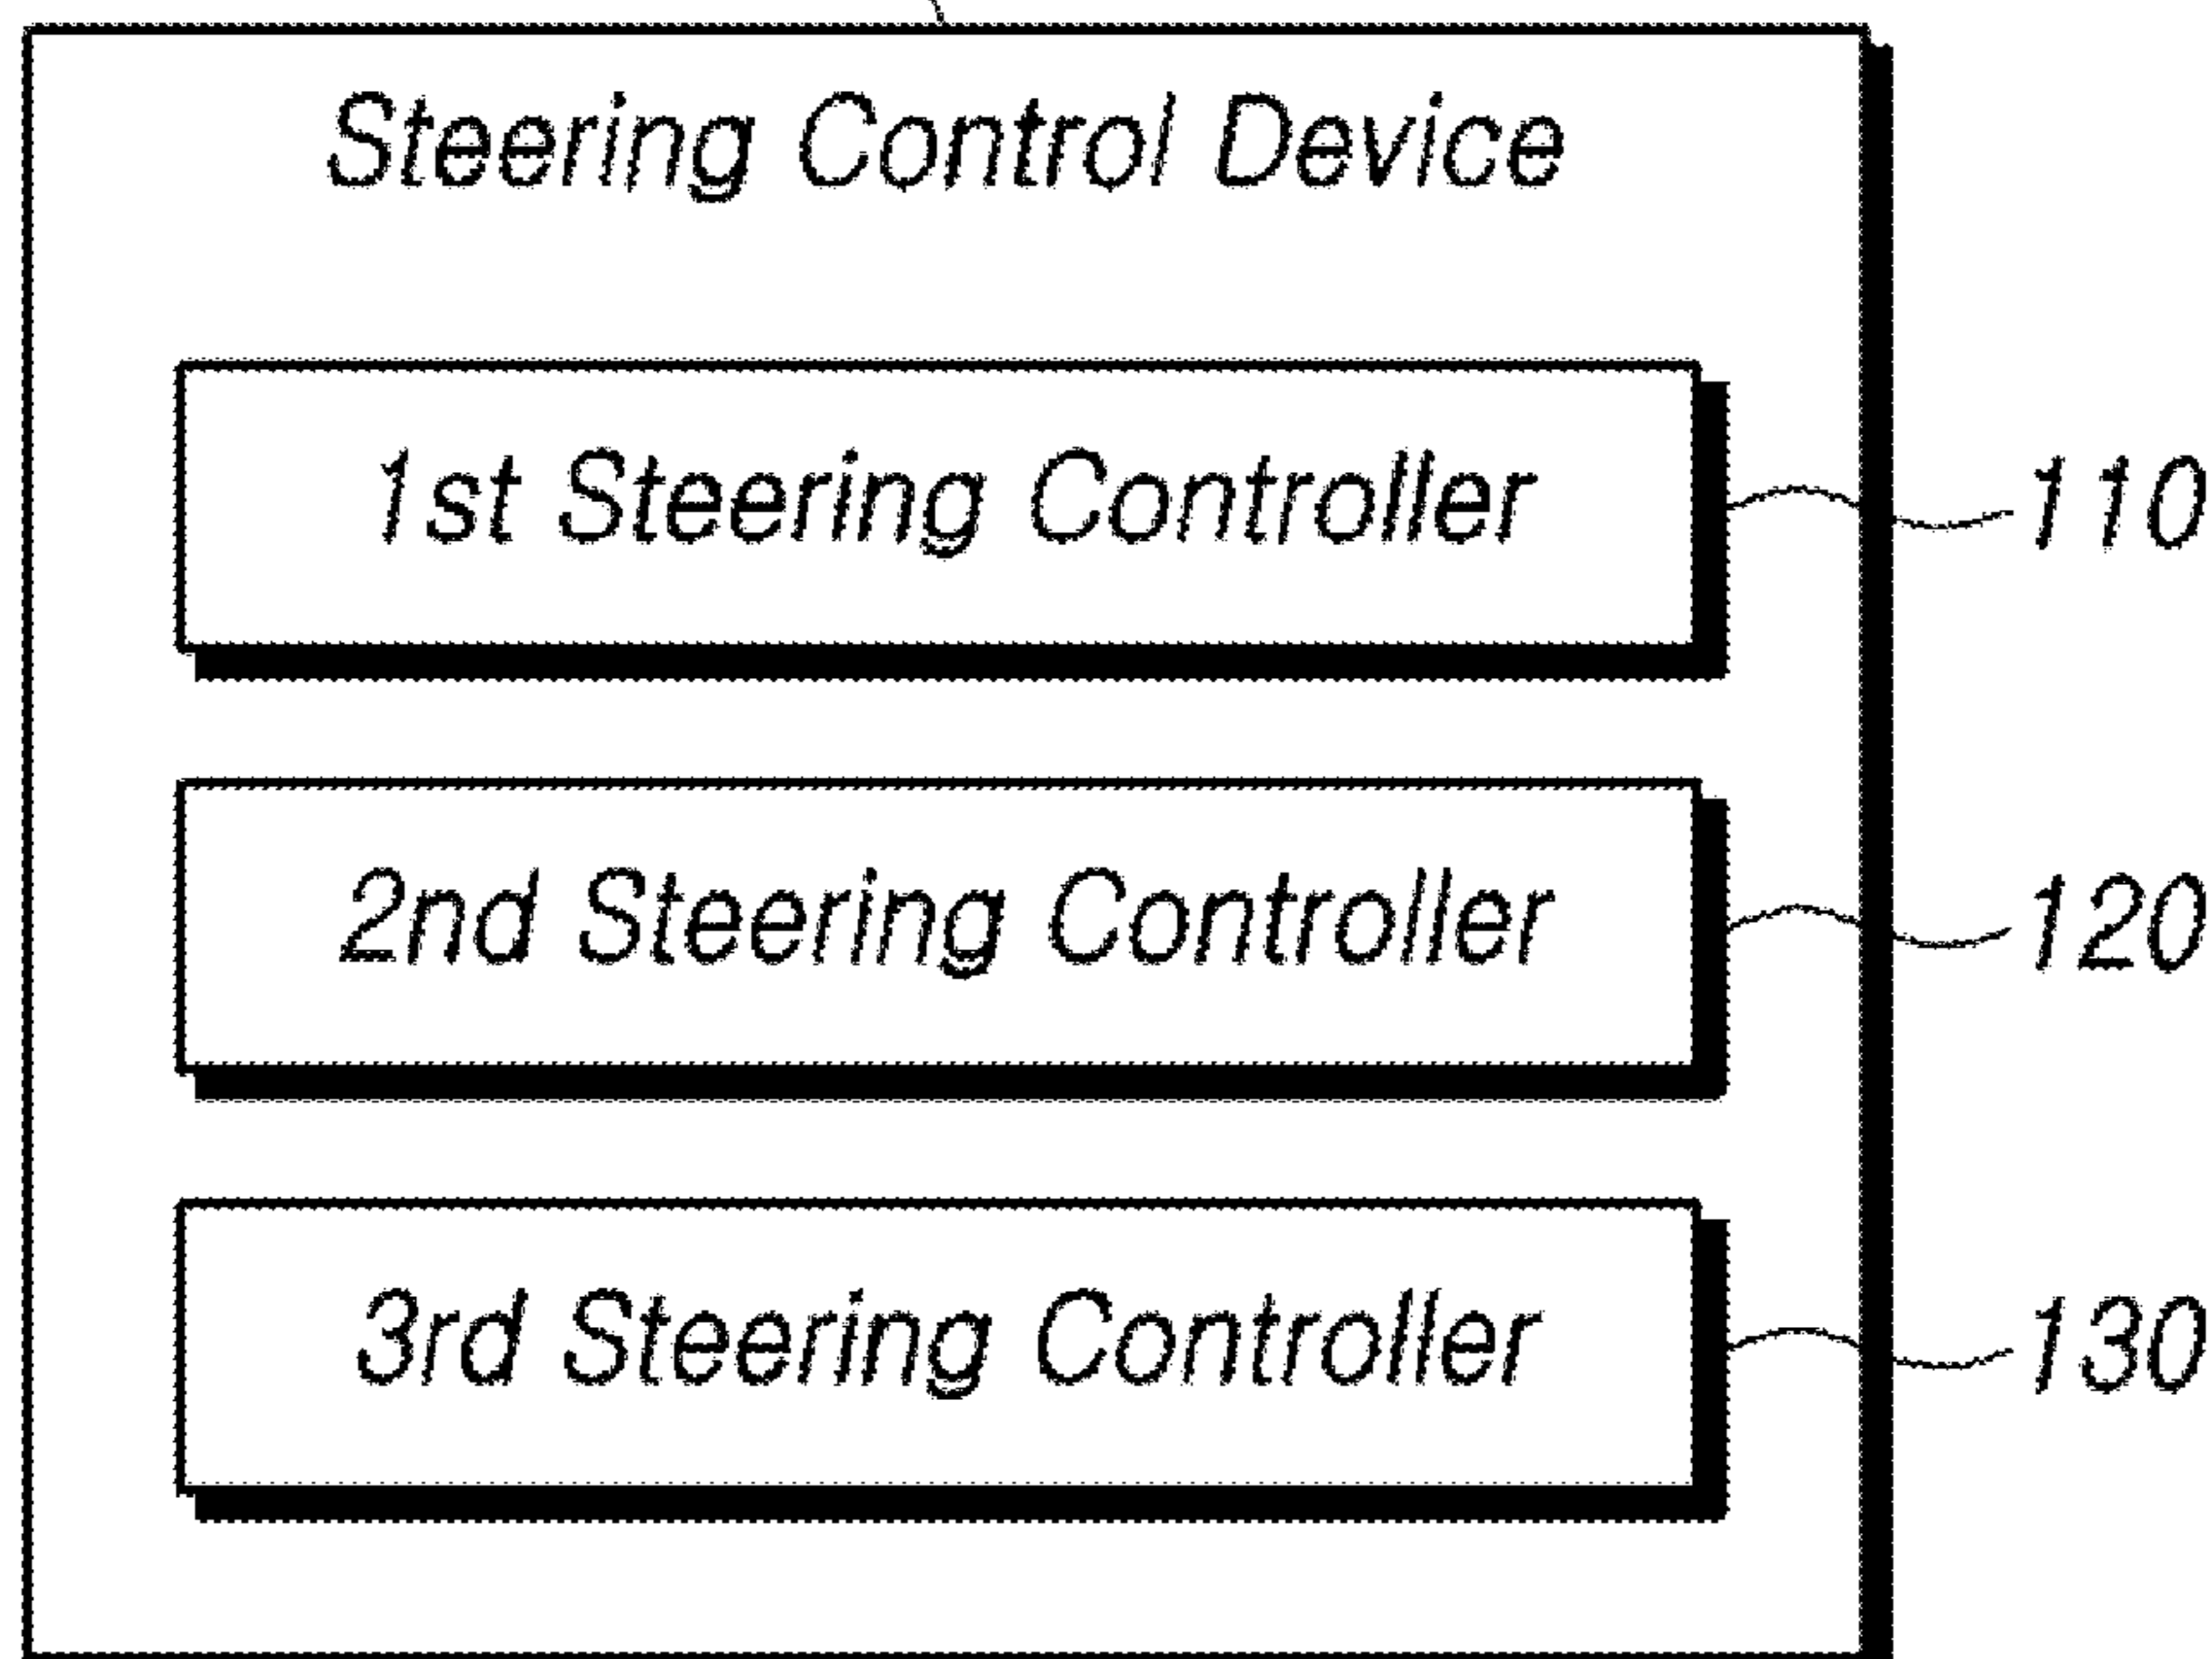 Steering Control Device
1st Steering Controller
110
2nd Steering Controller
120
3rd Steering Controller
130